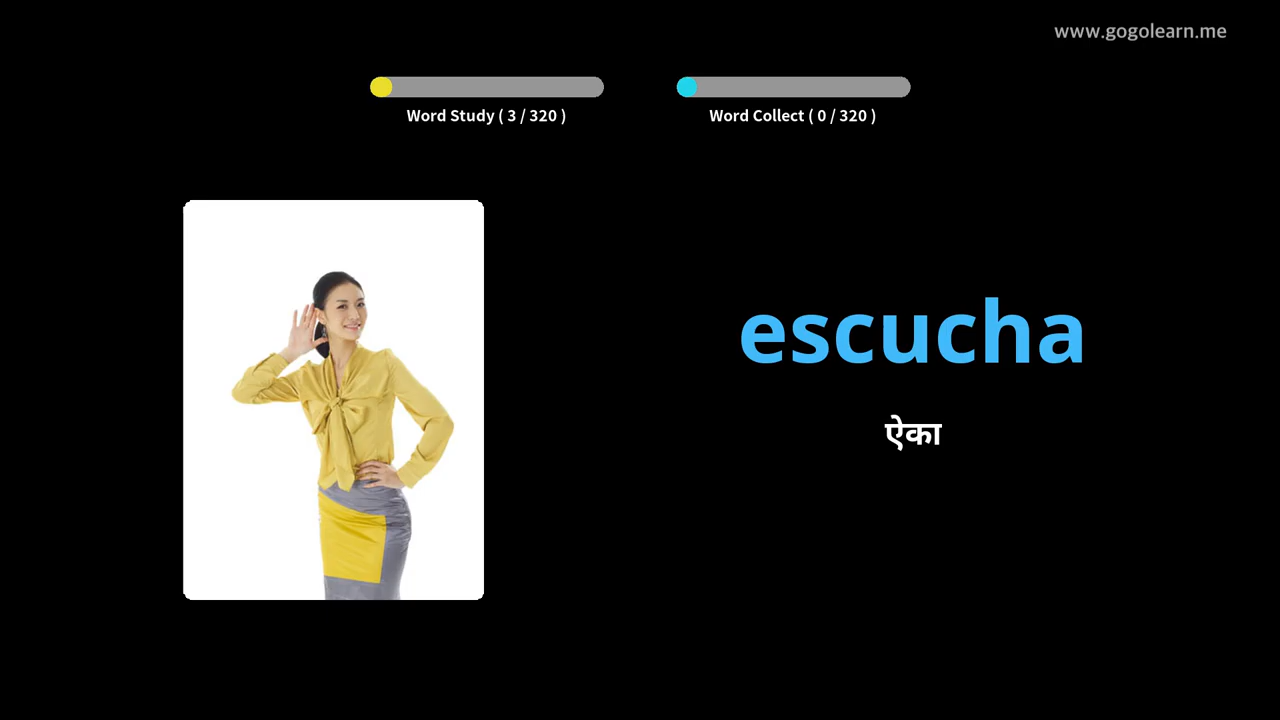 www.gogolearn.me
Word Study ( 3 / 320 )
Word Collect ( 0 / 320 )
escucha
ऐका